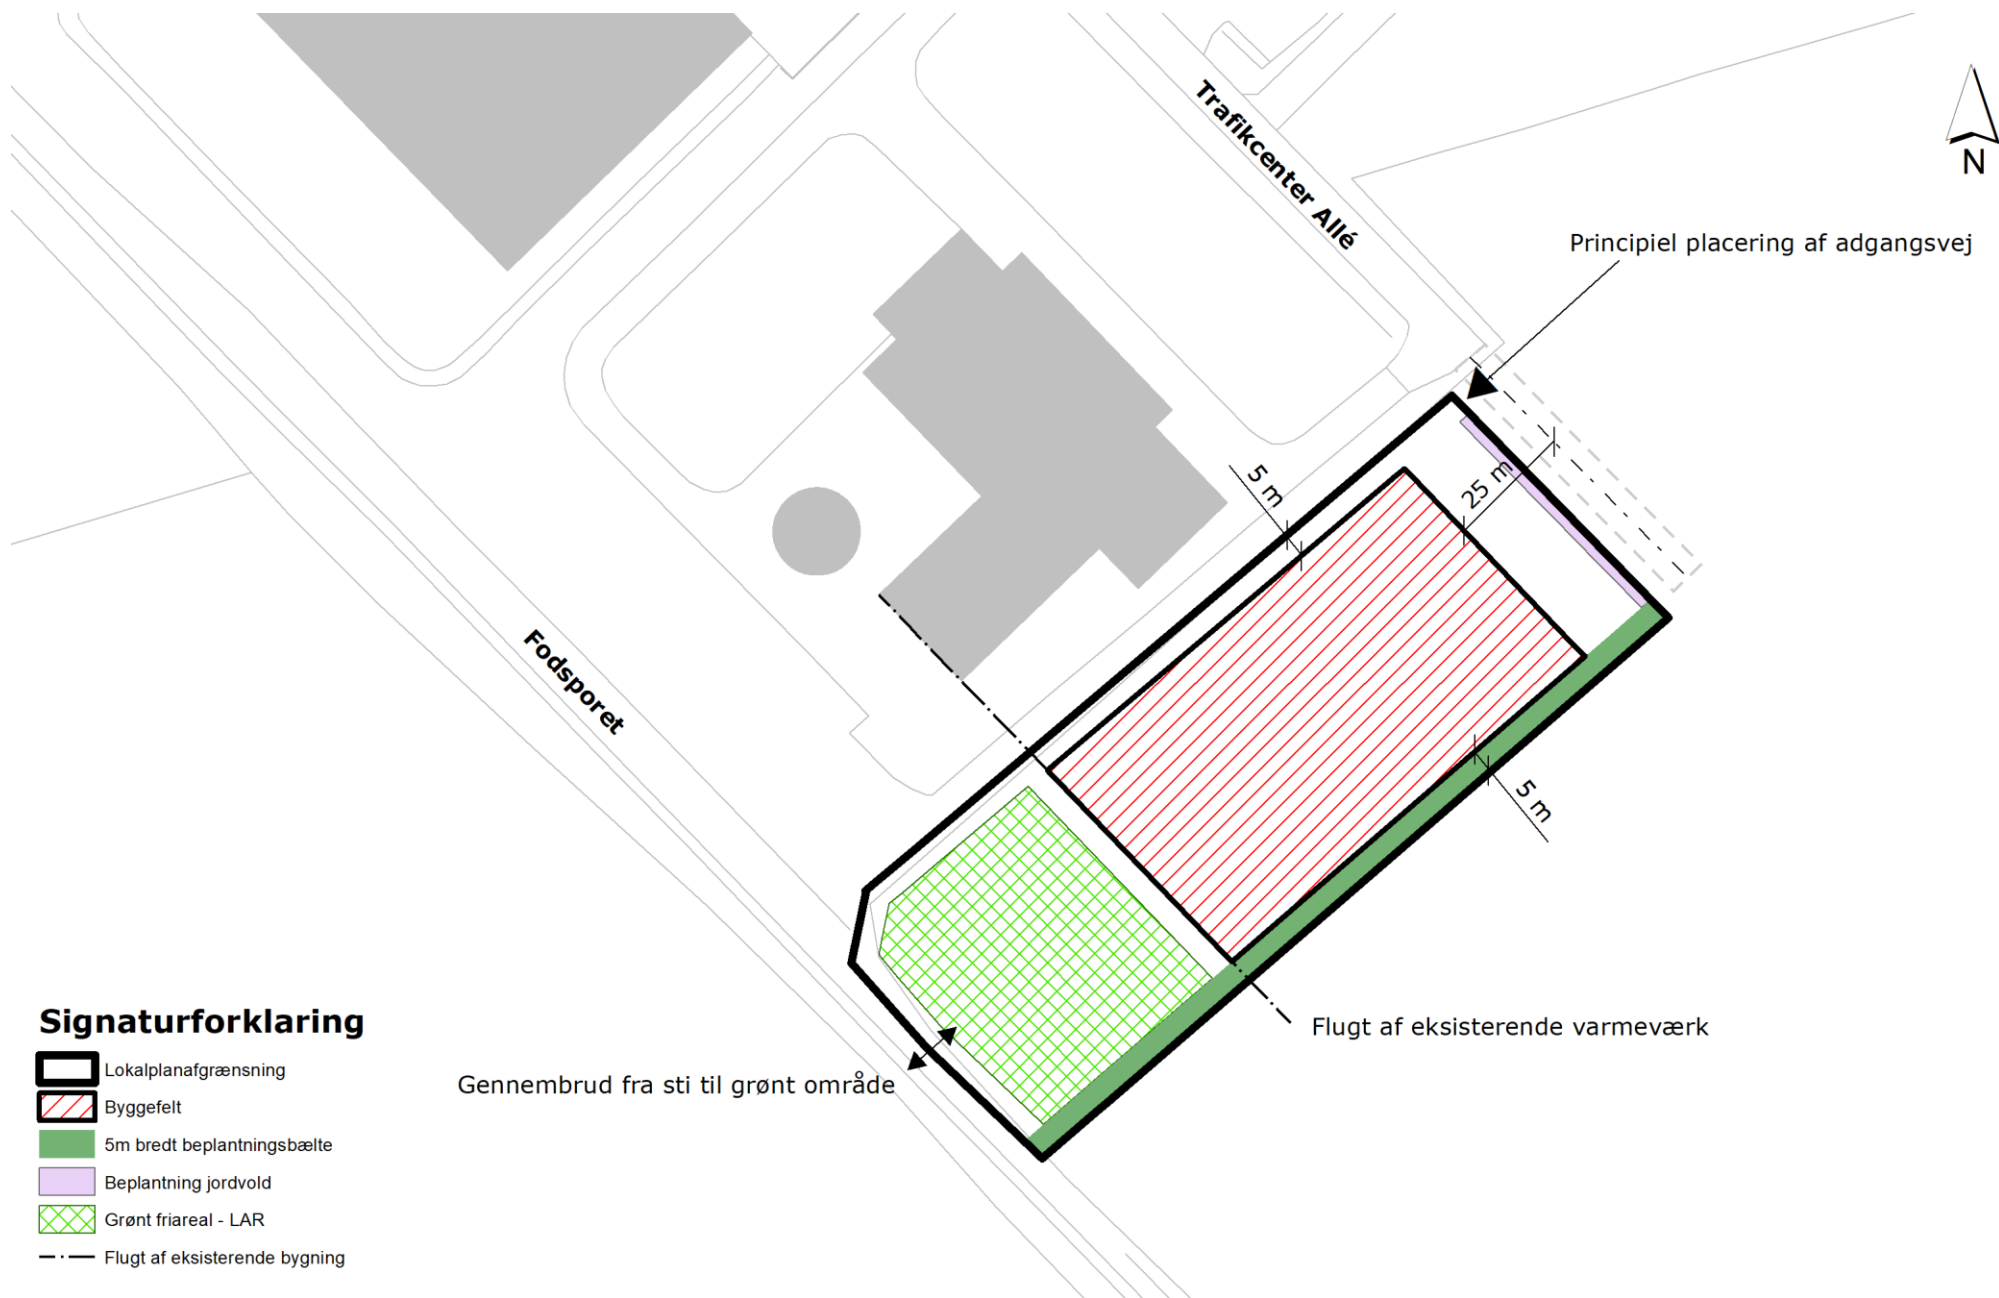 Trafikcenter Allé
N
Principiel placering af adgangsvej
5 m
25 m
Fodsporet
5 m
Flugt af eksisterende varmeværk
Gennembrud fra sti til grønt område
Signaturforklaring
Lokalplanafgrænsning
Byggefelt
5m bredt beplantningsbælte
Beplantning jordvold
Grønt friareal - LAR
Flugt af eksisterende bygning